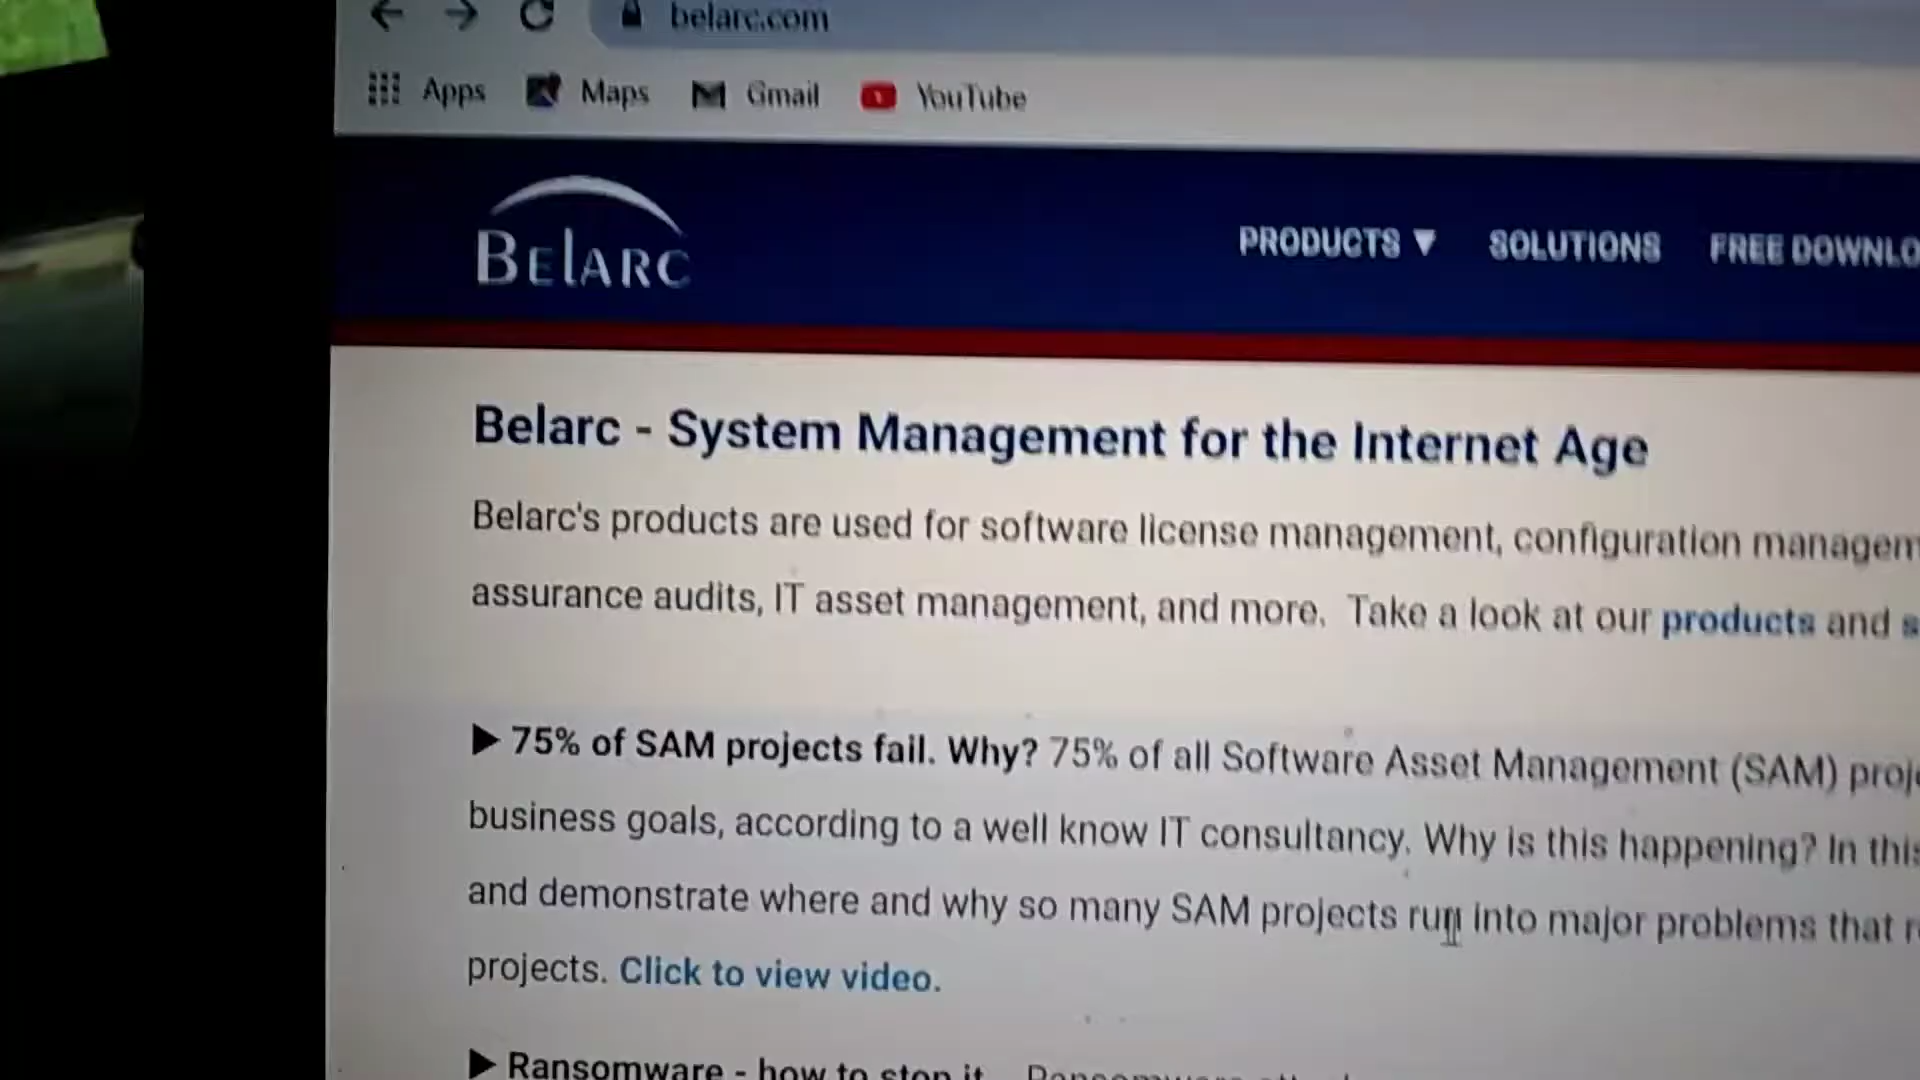 belarc.com
Apps Maps Gmail YouTube
BELARC
PRODUCTS ▼ SOLUTIONS FREE DOWNLO
Belarc - System Management for the Internet Age
Belarc's products are used for software license management, configuration managem
assurance audits, IT asset management, and more. Take a look at our products and s
▶ 75% of SAM projects fail. Why? 75% of all Software Asset Management (SAM) proje
business goals, according to a well know IT consultancy. Why is this happening? In this
and demonstrate where and why so many SAM projects run into major problems that r
projects. Click to view video.
▶ Ransomware - how to stop it.